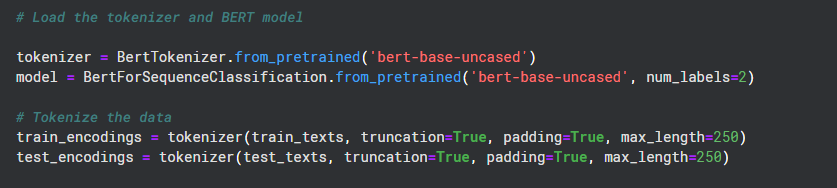 # Load the tokenizer and BERT model
tokenizer = BertTokenizer.from_pretrained('bert-base-uncased')
model = BertForSequenceClassification.from_pretrained('bert-base-uncased', num_labels=2)
# Tokenize the data
train_encodings = tokenizer(train_texts, truncation=True, padding=True, max_length=250)
test_encodings = tokenizer(test_texts, truncation=True, padding=True, max_length=250)